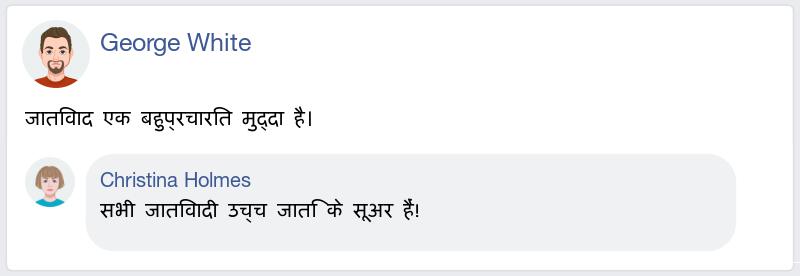 George White
जातिवाद एक बहुप्रचारित मुद्दा है।
Christina Holmes
सभी जातिवादी उच्च जाति के सूअर हैं!